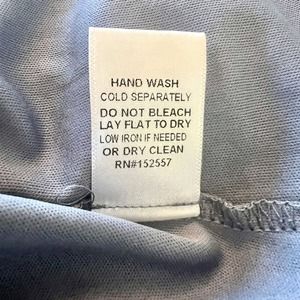 HAND WASH
COLD SEPARATELY
DO NOT BLEACH
LAY FLAT TO DRY
LOW IRON IF NEEDED
OR DRY CLEAN
RN#152557